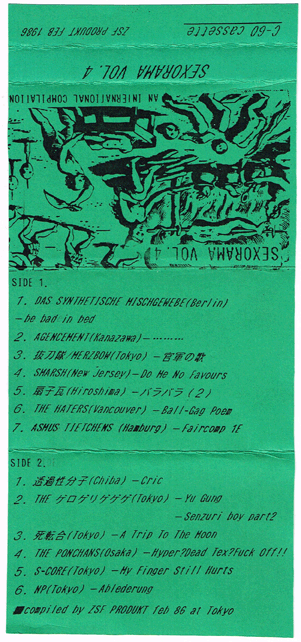 C-60 cassette
ZSF PRODUKT FEB 1986
SEXORAMA VOL. 4
AN INTERNATIONAL COMPILATION
SEXORAMA VOL.4
SIDE 1.
1. DAS SYNTHETISCHE MISCHGEWEBE(Berlin)
-be bad in bed
2. AGENCEMENT(Kanazawa)-………
3. 抜刀隊/MERZBOW(Tokyo) -官軍の歌
4. SMARSH(New Jersey)-Do Me No Favours
5. 扇子瓦(Hiroshima) -バラバラ (2)
6. THE HATERS(Vancouver) -Ball-Gag Poem
7. ASMUS TIETCHENS (Hamburg) -Faircomp 1E
SIDE 2.
1. 透過性分子(Chiba) -Cric
2. THE ゲロゲリゲゲゲ(Tokyo) -Yu Gung
-Senzuri boy part2
3. 死転合(Tokyo) -A Trip To The Moon
4. THE PONCHANS(Osaka) -Hyper?Dead Tex?Fuck Off!!
5. S-CORE(Tokyo) -My Finger Still Hurts
6. NP(Tokyo) -Ablederung
■compiled by ZSF PRODUKT feb 86 at Tokyo